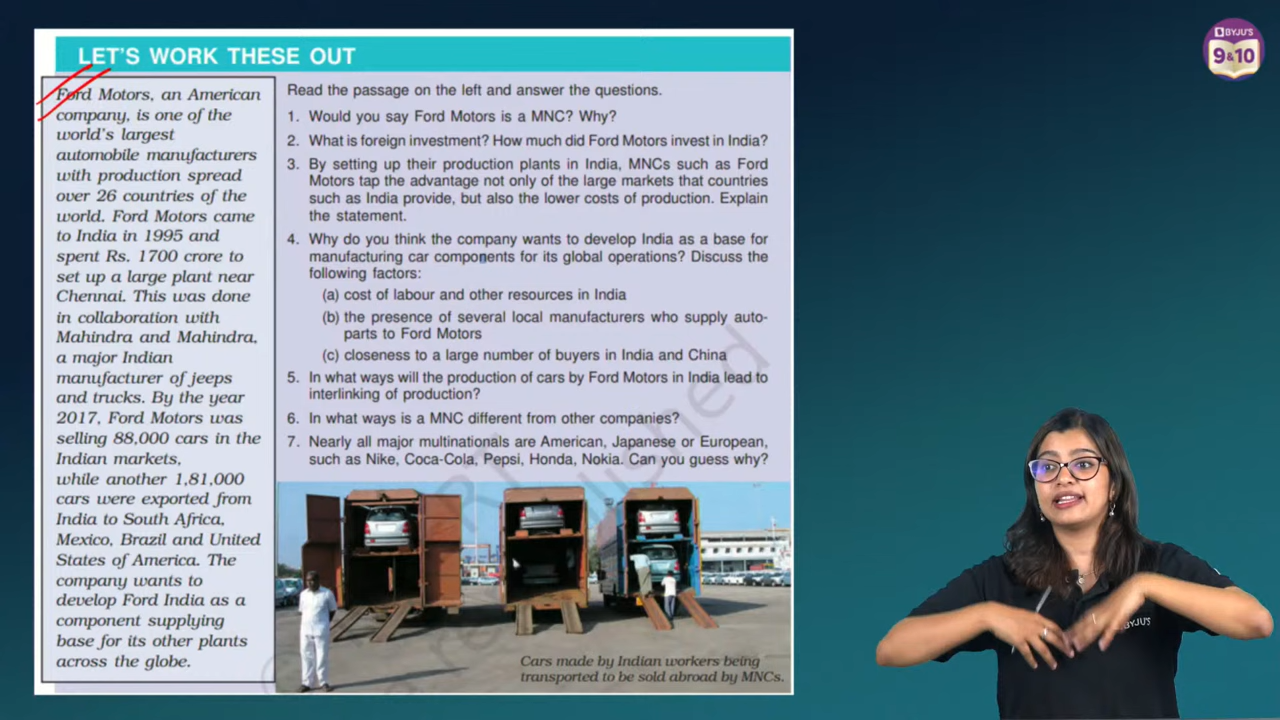 LET'S WORK THESE OUT
Ford Motors, an American
company, is one of the
world's largest
automobile manufacturers
with production spread
over 26 countries of the
world. Ford Motors came
to India in 1995 and
spent Rs. 1700 crore to
set up a large plant near
Chennai. This was done
in collaboration with
Mahindra and Mahindra,
a major Indian
manufacturer of jeeps
and trucks. By the year
2017, Ford Motors was
selling 88,000 cars in the
Indian markets,
while another 1,81,000
cars were exported from
India to South Africa,
Mexico, Brazil and United
States of America. The
company wants to
develop Ford India as a
component supplying
base for its other plants
across the globe.
Read the passage on the left and answer the questions.
1. Would you say Ford Motors is a MNC? Why?
2. What is foreign investment? How much did Ford Motors invest in India?
3. By setting up their production plants in India, MNCs such as Ford
Motors tap the advantage not only of the large markets that countries
such as India provide, but also the lower costs of production. Explain
the statement.
4. Why do you think the company wants to develop India as a base for
manufacturing car components for its global operations? Discuss the
following factors:
(a) cost of labour and other resources in India
(b) the presence of several local manufacturers who supply auto-
parts to Ford Motors
(c) closeness to a large number of buyers in India and China
5. In what ways will the production of cars by Ford Motors in India lead to
interlinking of production?
6. In what ways is a MNC different from other companies?
7. Nearly all major multinationals are American, Japanese or European,
such as Nike, Coca-Cola, Pepsi, Honda, Nokia. Can you guess why?
Cars made by Indian workers being
transported to be sold abroad by MNCs.
BYJU'S
9&10
BYJU'S